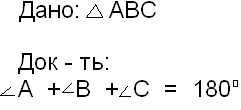 Дано: △ ABC
Док - ть:
∠A +∠B +∠C = 180°